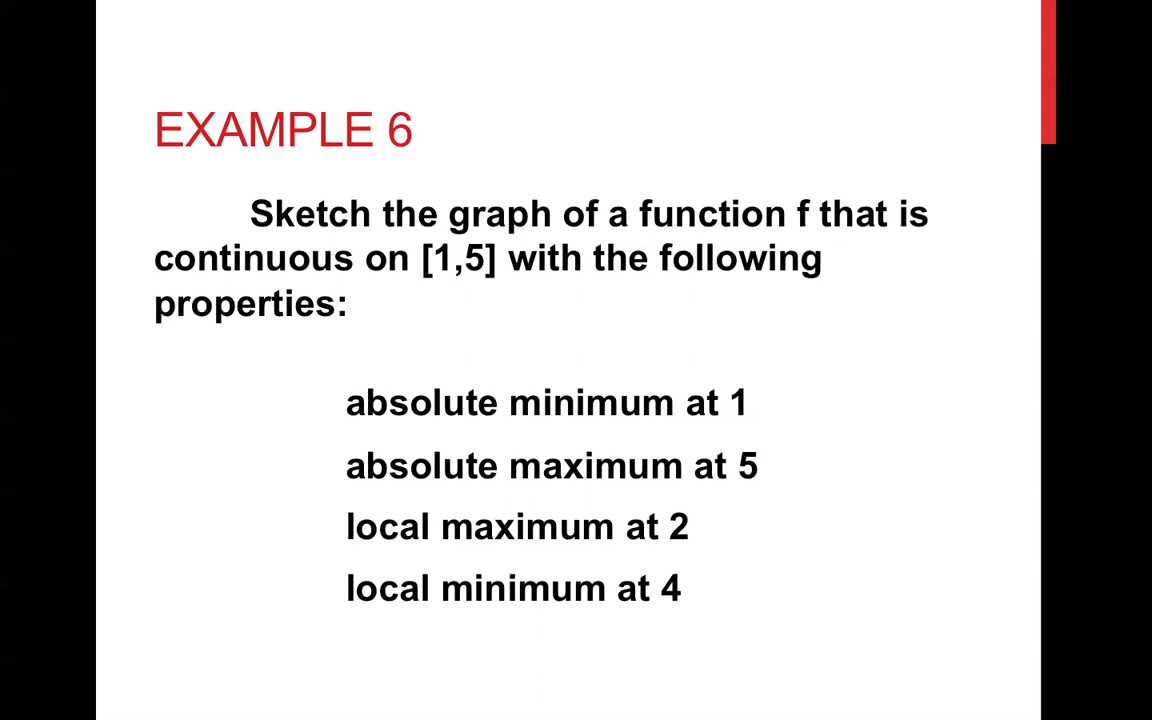 EXAMPLE 6
Sketch the graph of a function f that is
continuous on [1,5] with the following
properties:
absolute minimum at 1
absolute maximum at 5
local maximum at 2
local minimum at 4